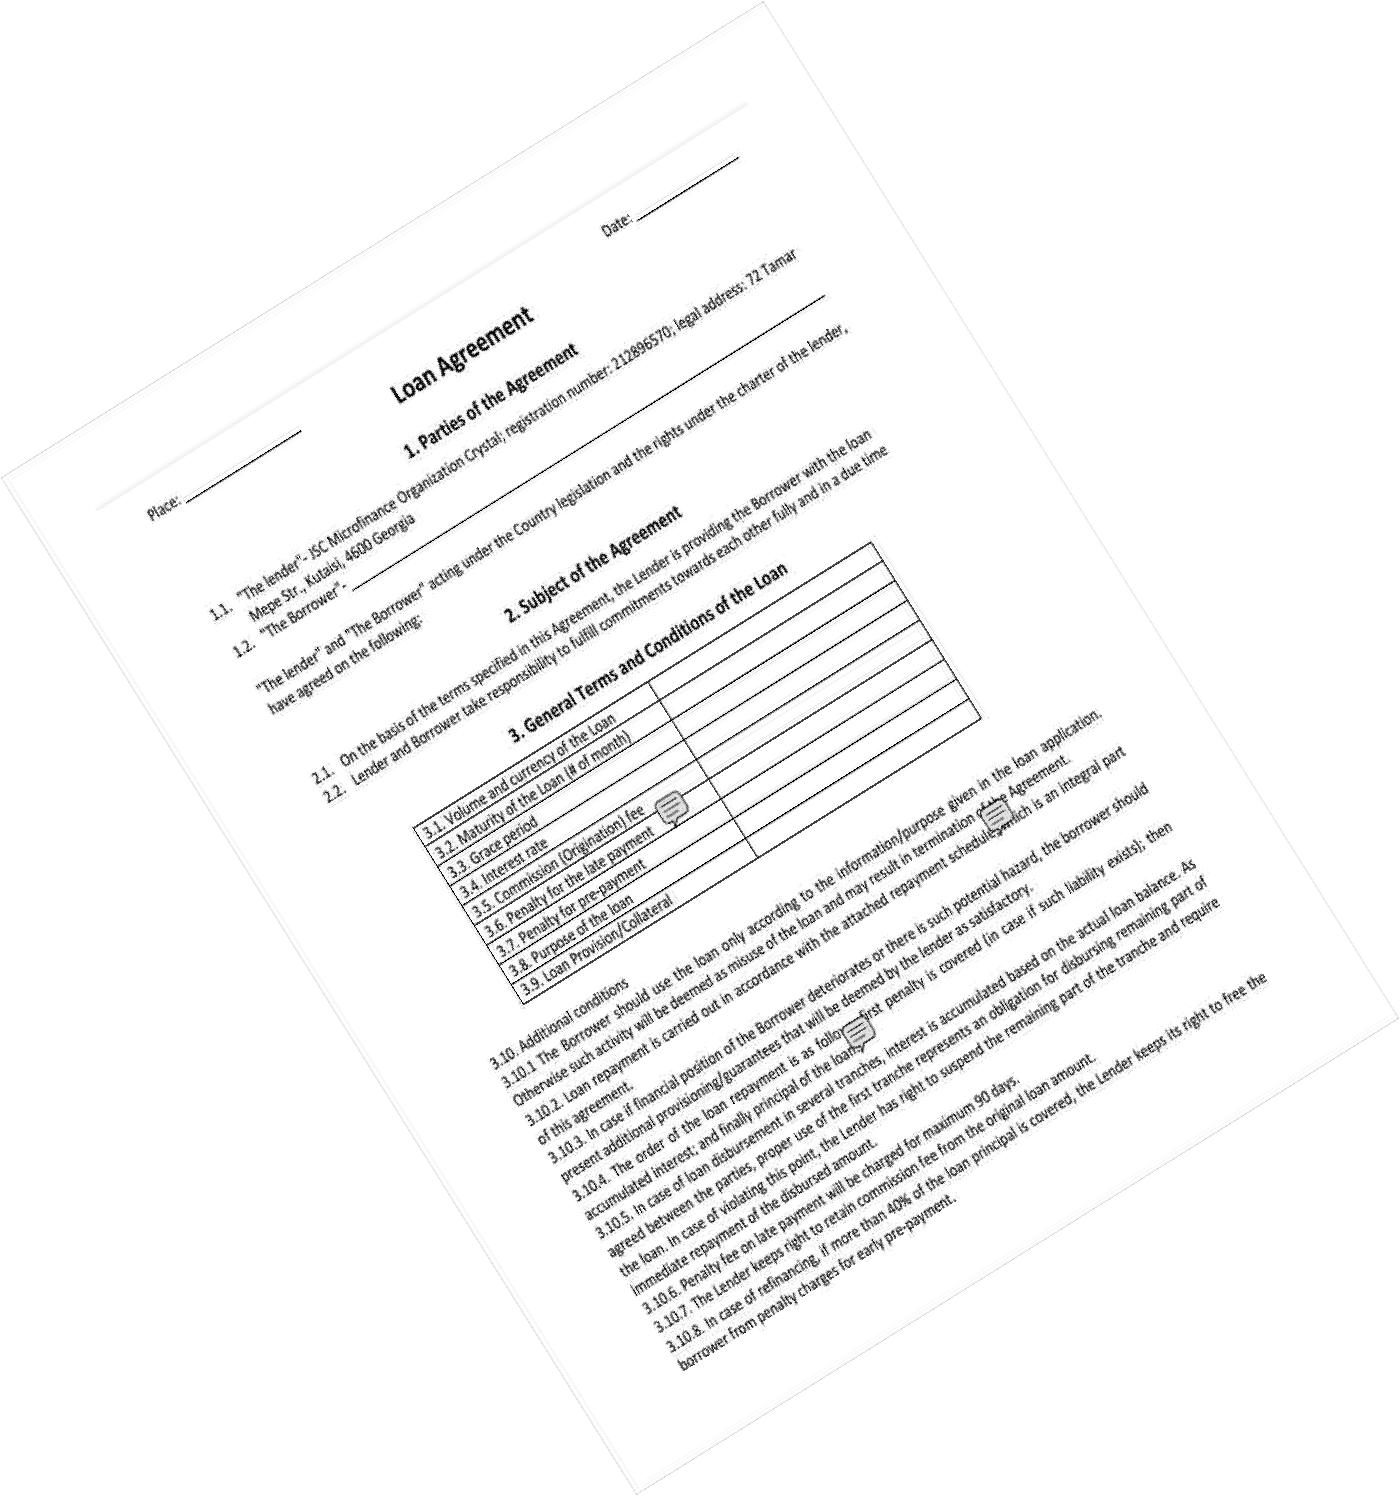 Place: ____________ Date: ____________
Loan Agreement
1. Parties of the Agreement
1.1. "The lender"- JSC Microfinance Organization Crystal; registration number: 212896570; legal address: 72 Tamar
Mepe Str., Kutaisi, 4600 Georgia
1.2. "The Borrower"- ____________
"The lender" and "The Borrower" acting under the Country legislation and the rights under the charter of the lender,
have agreed on the following:
2. Subject of the Agreement
2.1. On the basis of the terms specified in this Agreement, the Lender is providing the Borrower with the loan
2.2. Lender and Borrower take responsibility to fulfill commitments towards each other fully and in a due time
3. General Terms and Conditions of the Loan
3.1. Volume and currency of the Loan
3.2. Maturity of the Loan (# of month)
3.3. Grace period
3.4. Interest rate
3.5. Commission (Origination) fee
3.6. Penalty for the late payment
3.7. Penalty for pre-payment
3.8. Purpose of the loan
3.9. Loan Provision/Collateral
3.10. Additional conditions
3.10.1 The Borrower should use the loan only according to the information/purpose given in the loan application.
Otherwise such activity will be deemed as misuse of the loan and may result in termination of the Agreement.
3.10.2. Loan repayment is carried out in accordance with the attached repayment schedule, which is an integral part
of this agreement.
3.10.3. In case if financial position of the Borrower deteriorates or there is such potential hazard, the borrower should
present additional provisioning/guarantees that will be deemed by the lender as satisfactory.
3.10.4. The order of the loan repayment is as follow: first penalty is covered (in case if such liability exists); then
accumulated interest; and finally principal of the loan.
3.10.5. In case of loan disbursement in several tranches, interest is accumulated based on the actual loan balance. As
agreed between the parties, proper use of the first tranche represents an obligation for disbursing remaining part of
the loan. In case of violating this point, the Lender has right to suspend the remaining part of the tranche and require
immediate repayment of the disbursed amount.
3.10.6. Penalty fee on late payment will be charged for maximum 90 days.
3.10.7. The Lender keeps right to retain commission fee from the original loan amount.
3.10.8. In case of refinancing, if more than 40% of the loan principal is covered, the Lender keeps its right to free the
borrower from penalty charges for early pre-payment.